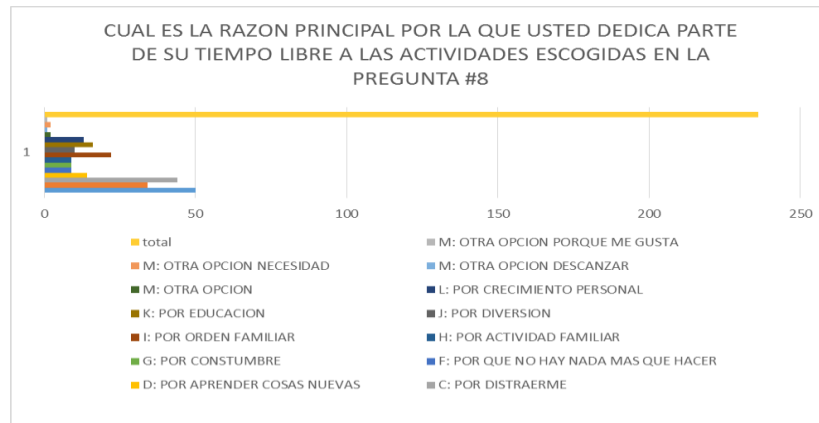 CUAL ES LA RAZON PRINCIPAL POR LA QUE USTED DEDICA PARTE
DE SU TIEMPO LIBRE A LAS ACTIVIDADES ESCOGIDAS EN LA
PREGUNTA #8
1
0 50 100 150 200 250
total M: OTRA OPCION PORQUE ME GUSTA
M: OTRA OPCION NECESIDAD M: OTRA OPCION DESCANZAR
M: OTRA OPCION L: POR CRECIMIENTO PERSONAL
K: POR EDUCACION J: POR DIVERSION
I: POR ORDEN FAMILIAR H: POR ACTIVIDAD FAMILIAR
G: POR CONSTUMBRE F: POR QUE NO HAY NADA MAS QUE HACER
D: POR APRENDER COSAS NUEVAS C: POR DISTRAERME